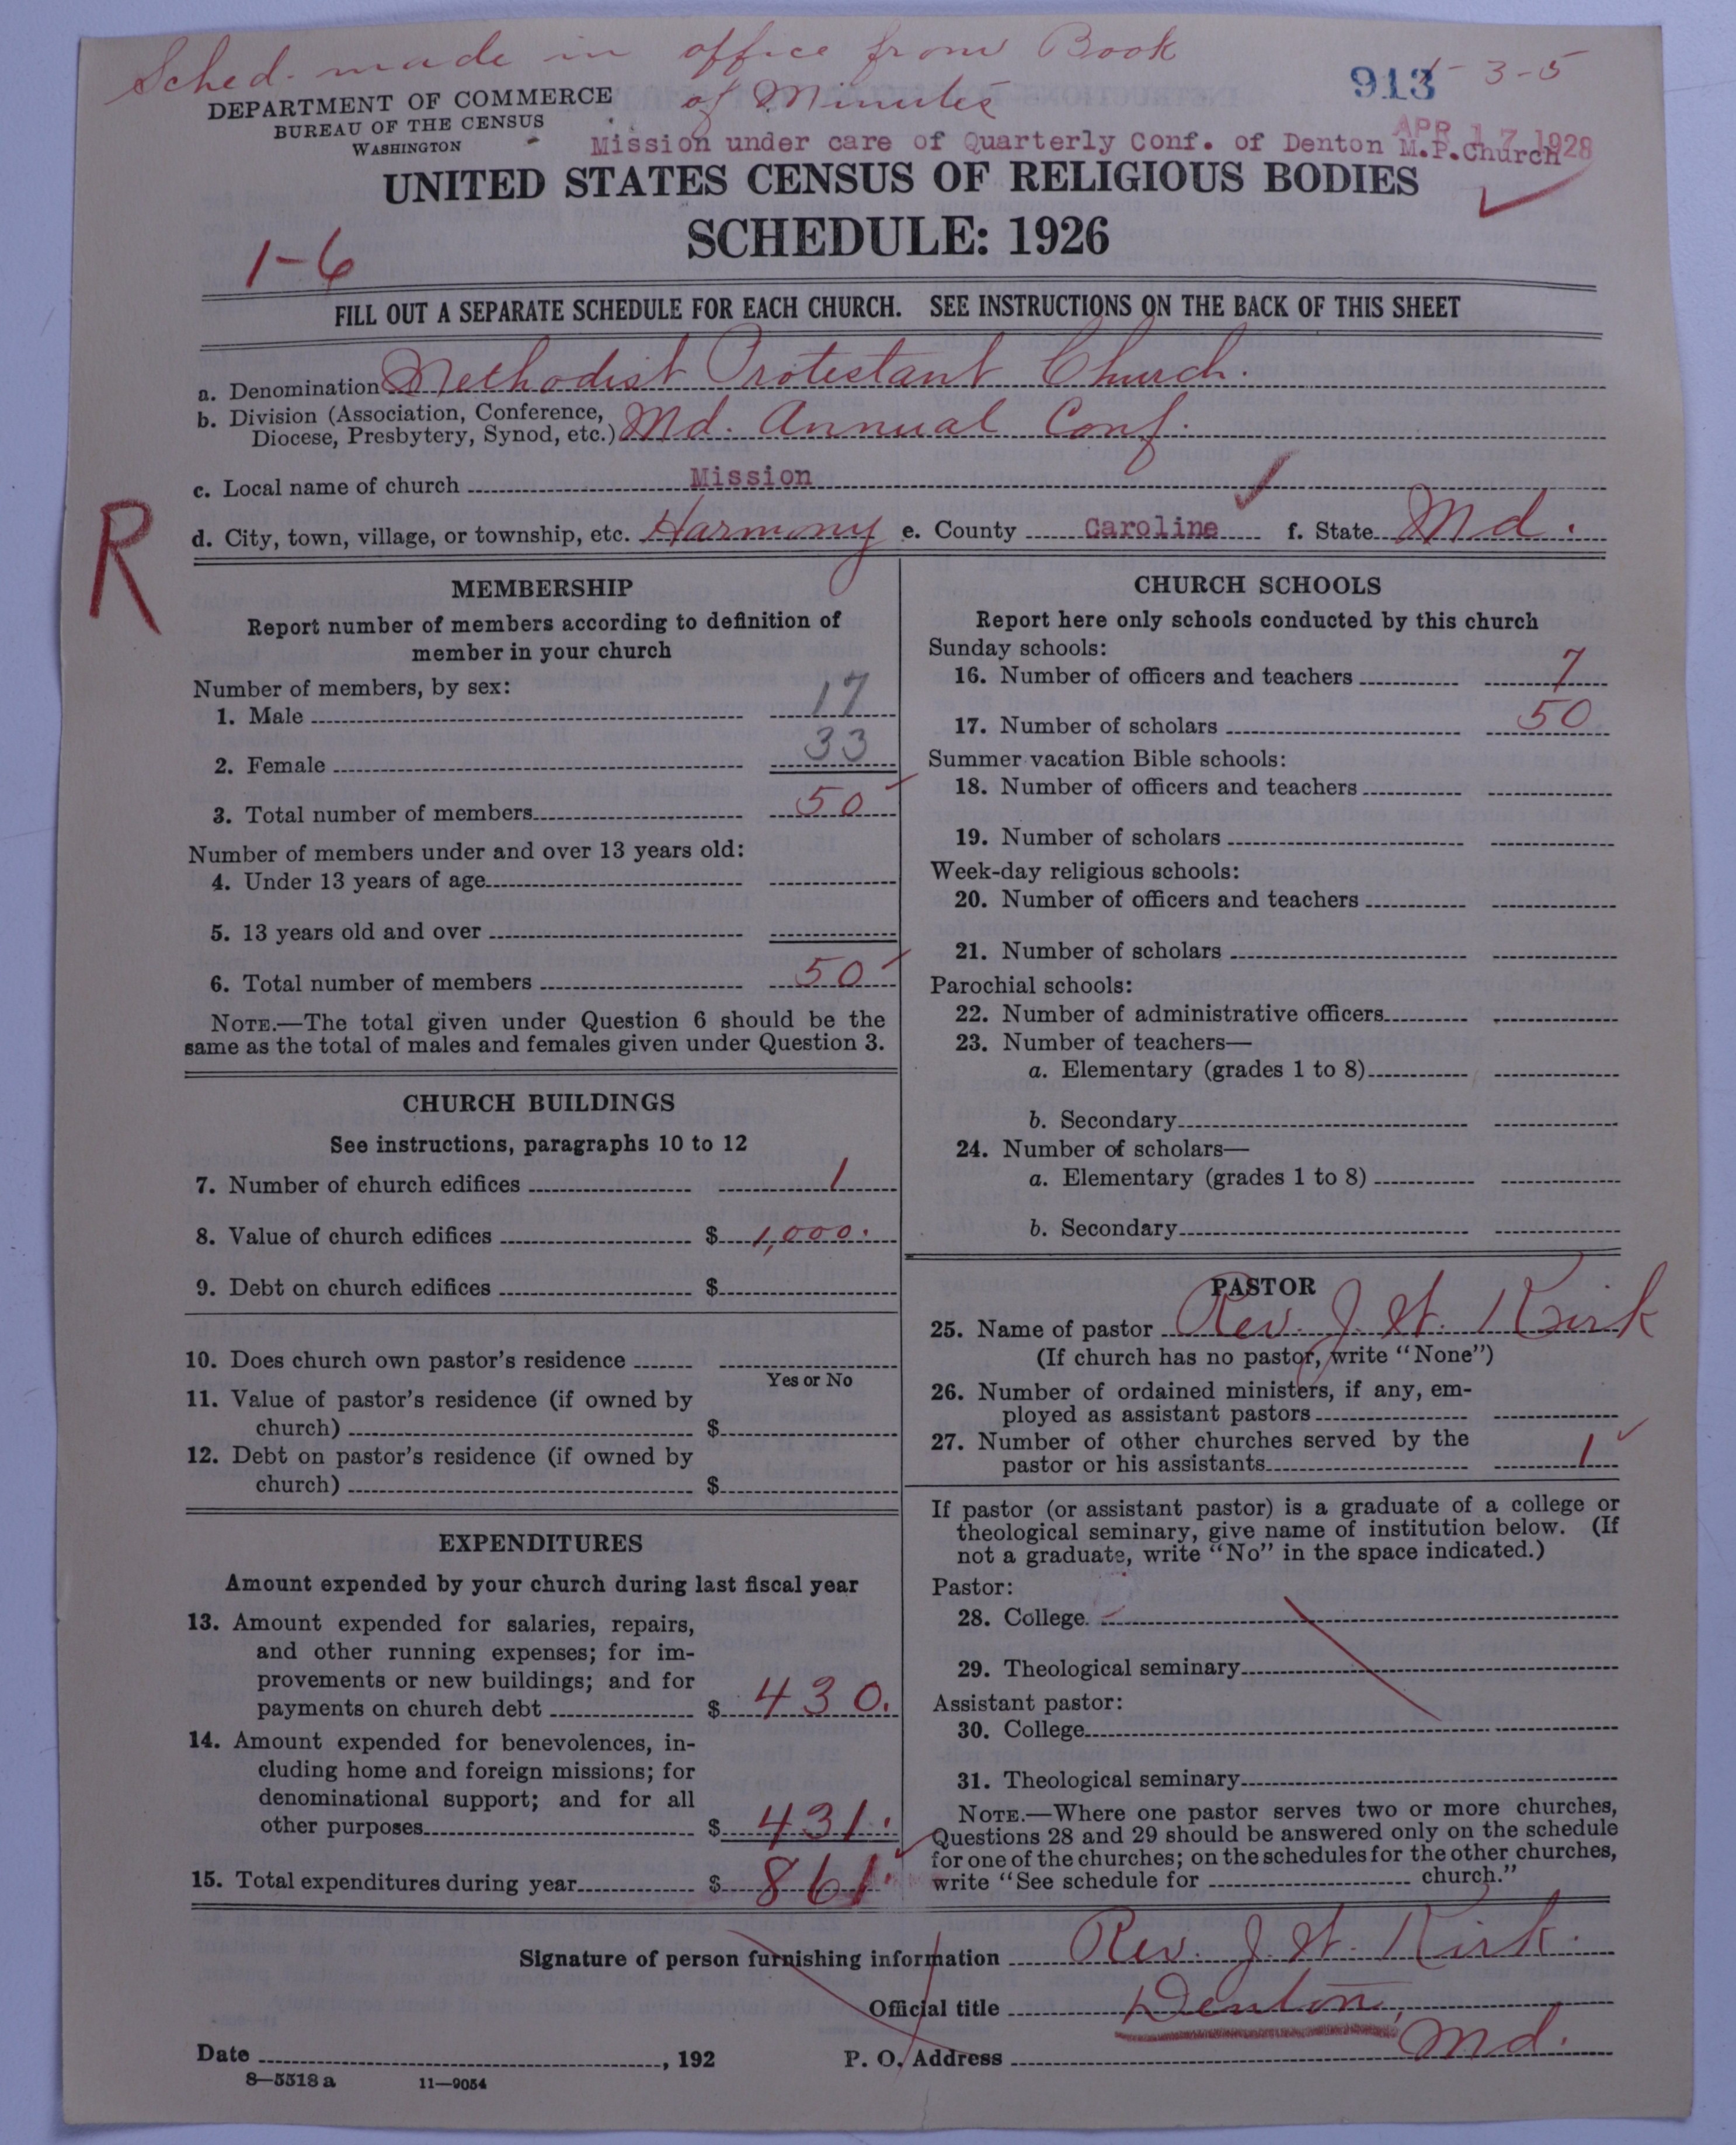 Sched. made in office from Book
of Minutes
913 1-3-5
DEPARTMENT OF COMMERCE
BUREAU OF THE CENSUS
WASHINGTON
APR 17 1928
Mission under care of Quarterly Conf. of Denton M.P.Church
UNITED STATES CENSUS OF RELIGIOUS BODIES
SCHEDULE: 1926
1-6
FILL OUT A SEPARATE SCHEDULE FOR EACH CHURCH. SEE INSTRUCTIONS ON THE BACK OF THIS SHEET
a. Denomination Methodist Protestant Church.
b. Division (Association, Conference,
Diocese, Presbytery, Synod, etc.) Md. Annual Conf.
c. Local name of church Mission
R
d. City, town, village, or township, etc. Harmony e. County Caroline f. State Md.
MEMBERSHIP
Report number of members according to definition of
member in your church
Number of members, by sex:
1. Male 17
2. Female 33
3. Total number of members 50
Number of members under and over 13 years old:
4. Under 13 years of age
5. 13 years old and over
6. Total number of members 50
NOTE.—The total given under Question 6 should be the
same as the total of males and females given under Question 3.
CHURCH BUILDINGS
See instructions, paragraphs 10 to 12
7. Number of church edifices 1
8. Value of church edifices $ 1,000.
9. Debt on church edifices $
10. Does church own pastor's residence
Yes or No
11. Value of pastor's residence (if owned by
church) $
12. Debt on pastor's residence (if owned by
church) $
EXPENDITURES
Amount expended by your church during last fiscal year
13. Amount expended for salaries, repairs,
and other running expenses; for im-
provements or new buildings; and for
payments on church debt $ 430.
14. Amount expended for benevolences, in-
cluding home and foreign missions; for
denominational support; and for all
other purposes $ 431.
15. Total expenditures during year $ 861.
CHURCH SCHOOLS
Report here only schools conducted by this church
Sunday schools:
16. Number of officers and teachers 7
17. Number of scholars 50
Summer vacation Bible schools:
18. Number of officers and teachers
19. Number of scholars
Week-day religious schools:
20. Number of officers and teachers
21. Number of scholars
Parochial schools:
22. Number of administrative officers
23. Number of teachers—
a. Elementary (grades 1 to 8)
b. Secondary
24. Number of scholars—
a. Elementary (grades 1 to 8)
b. Secondary
PASTOR
25. Name of pastor Rev. J. H. Kirk
(If church has no pastor, write "None")
26. Number of ordained ministers, if any, em-
ployed as assistant pastors
27. Number of other churches served by the
pastor or his assistants 1
If pastor (or assistant pastor) is a graduate of a college or
theological seminary, give name of institution below. (If
not a graduate, write "No" in the space indicated.)
Pastor:
28. College
29. Theological seminary
Assistant pastor:
30. College
31. Theological seminary
NOTE.—Where one pastor serves two or more churches,
Questions 28 and 29 should be answered only on the schedule
for one of the churches; on the schedules for the other churches,
write "See schedule for church."
Signature of person furnishing information Rev. J. H. Kirk.
Official title Denton,
Date , 192 P. O. Address Md.
8—5518 a 11—9054